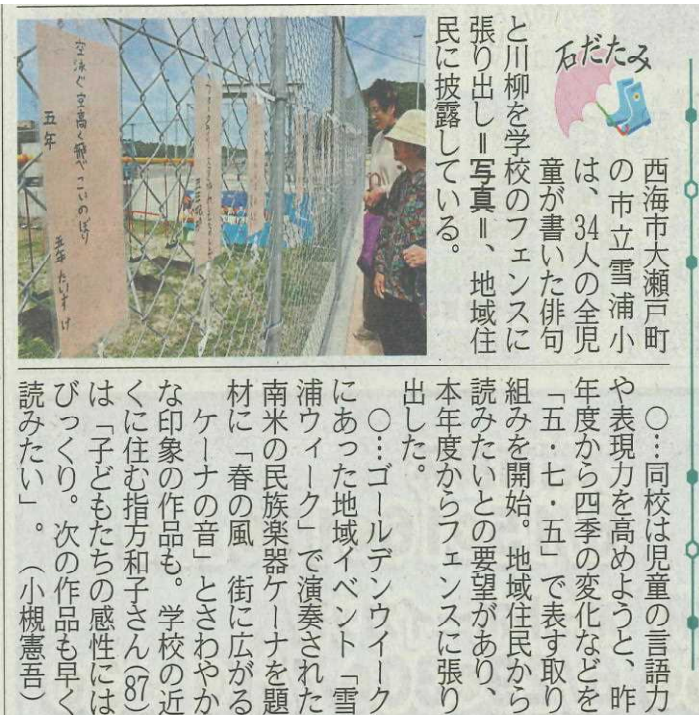 石だたみ
西海市大瀬戸町
の市立雪浦小
は、34人の全児
童が書いた俳句
と川柳を学校のフェンスに
張り出し＝写真＝、地域住
民に披露している。
空泳ぐ空高く飛べこいのぼり
五年
五年 たいすけ
○…同校は児童の言語力
や表現力を高めようと、昨
年度から四季の変化などを
「五・七・五」で表す取り
組みを開始。地域住民から
読みたいとの要望があり、
本年度からフェンスに張り
出した。
○…ゴールデンウイーク
にあった地域イベント「雪
浦ウィーク」で演奏された
南米の民族楽器ケーナを題
材に「春の風　街に広がる
ケーナの音」とさわやか
な印象の作品も。学校の近
くに住む指方和子さん(87)
は「子どもたちの感性には
びっくり。次の作品も早く
読みたい」。（小槻憲吾）